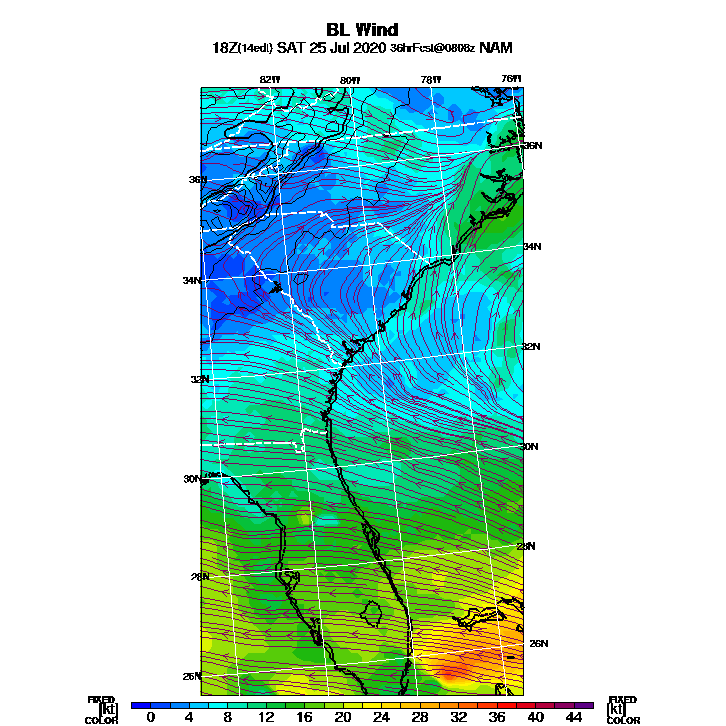 BL Wind
18Z(14edt) SAT 25 Jul 2020 36hrFcst@0808z NAM
82W 80W 78W 76W
36N
36N
34N
34N
32N
32N
30N
30N
28N
28N
26N
26N
FIXED FIXED
[kt] 0 4 8 12 16 20 24 28 32 36 40 44 [kt]
COLOR COLOR